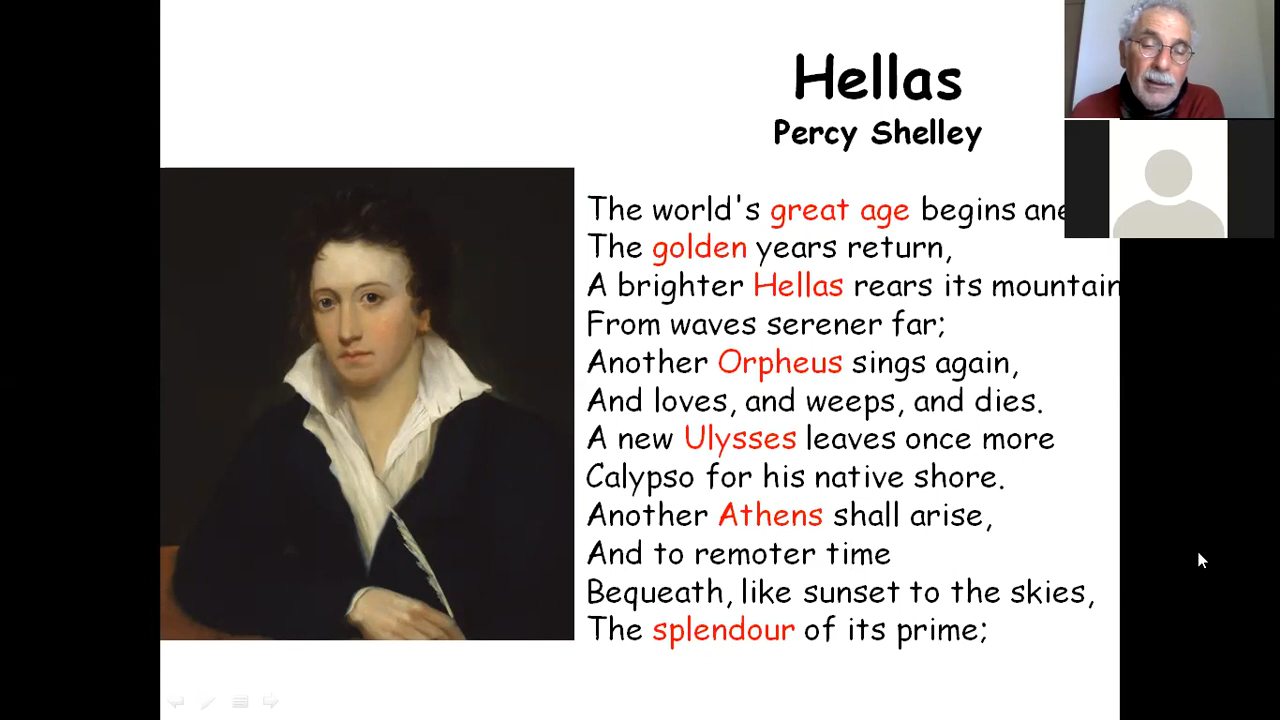 Hellas
Percy Shelley
The world's great age begins
The golden years return,
A brighter Hellas rears its mountain
From waves serener far;
Another Orpheus sings again,
And loves, and weeps, and dies.
A new Ulysses leaves once more
Calypso for his native shore.
Another Athens shall arise,
And to remoter time
Bequeath, like sunset to the skies,
The splendour of its prime;